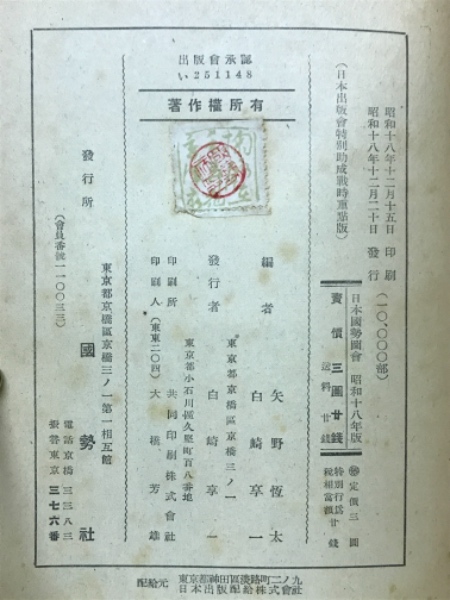 出版會承認
い251148
著作權所有
昭和十八年十二月十五日 印刷
昭和十八年十二月二十日 發行
(一〇、〇〇〇部)
(日本出版會特別助成戰時重點版)
日本國勢圖會 昭和十八年版
賣價 三圓廿錢
送料 廿錢
定價 三圓
特別行爲税相當額 廿錢
編者
矢野恆太
白崎享一
東京都京橋區京橋三ノ一
發行者 白崎享一
東京都小石川區久堅町百八番地
印刷所 共同印刷株式會社
印刷人 (東東二〇四) 大橋芳雄
東京都京橋區京橋三ノ一第一相互館
發行所 國勢社
(會員番號一一〇〇三三)
電話京橋 三三八三
振替東京 三七六番
配給元 東京都神田區淡路町二ノ九
日本出版配給株式會社